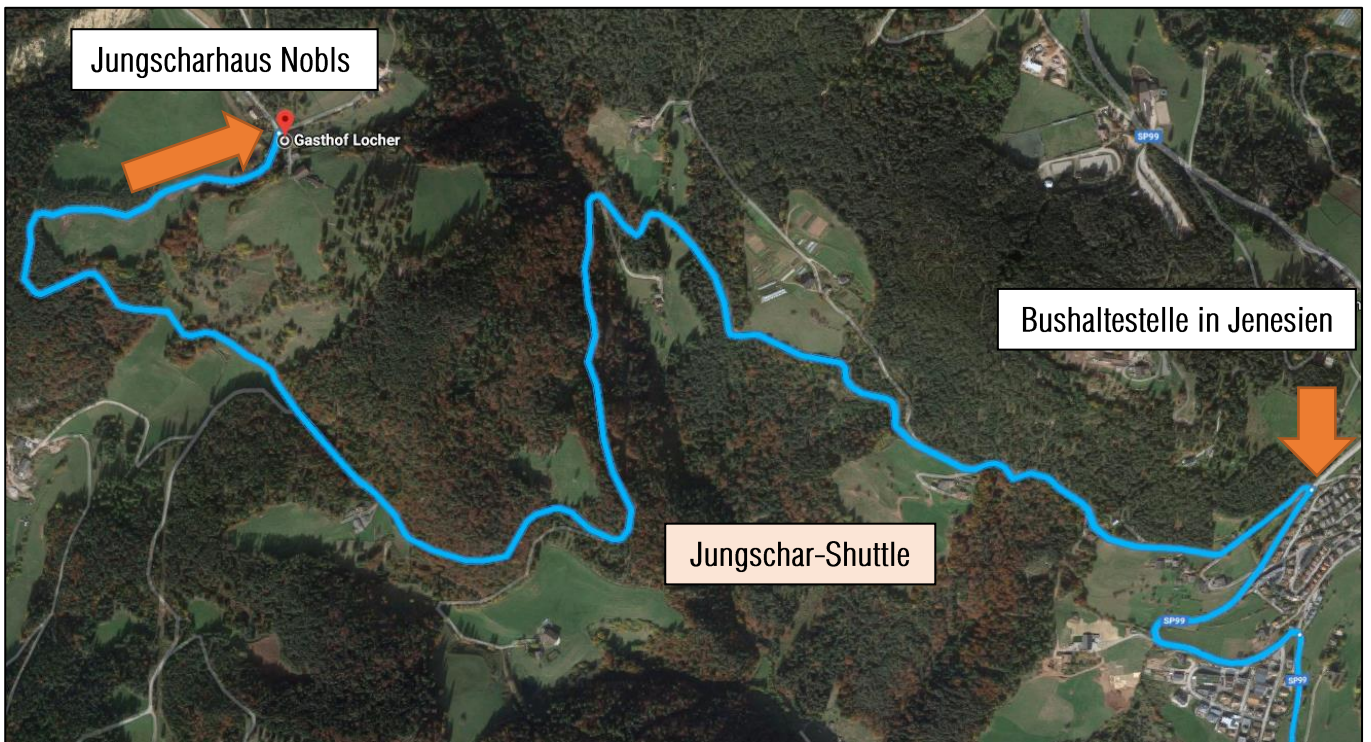 Jungscharhaus Nobls
Gasthof Locher
SP99
Bushaltestelle in Jenesien
Jungschar-Shuttle
SP99
SP99